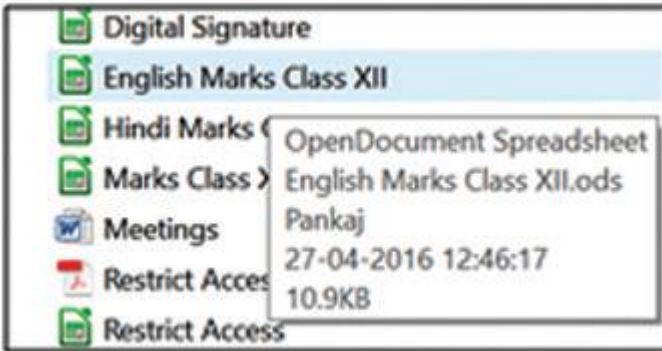 Digital Signature
English Marks Class XII
Hindi Marks
Marks Class
Meetings
Restrict
Restrict Access
OpenDocument Spreadsheet
English Marks Class XII.ods
Pankaj
27-04-2016 12:46:17
10.9KB